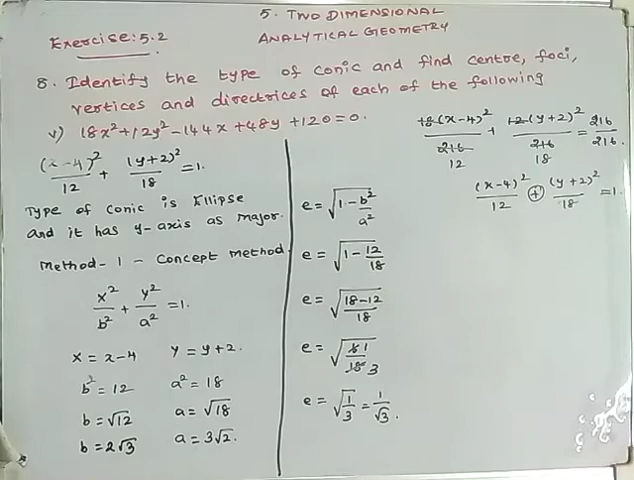 5. TWO DIMENSIONAL
ANALYTICAL GEOMETRY
Exercise: 5.2
8. Identify the type of conic and find centre, foci,
vertices and directrices of each of the following
v) 18x²+12y²-144x+48y+120=0.
(x-4)²/12 + (y+2)²/18 = 1.
Type of conic is Ellipse
and it has y-axis as major.
Method-1 - Concept method
x²/b² + y²/a² = 1.
x = x-4 y = y+2.
b² = 12 a² = 18
b = √12 a = √18
b = 2√3 a = 3√2.
e = √(1 - b²/a²)
e = √(1 - 12/18)
e = √((18-12)/18)
e = √(6 1/18 3)
e = √(1/3) = 1/√3.
18(x-4)²/216 12 + 12(y+2)²/216 18 = 216/216.
(x-4)²/12 + (y+2)²/18 = 1.